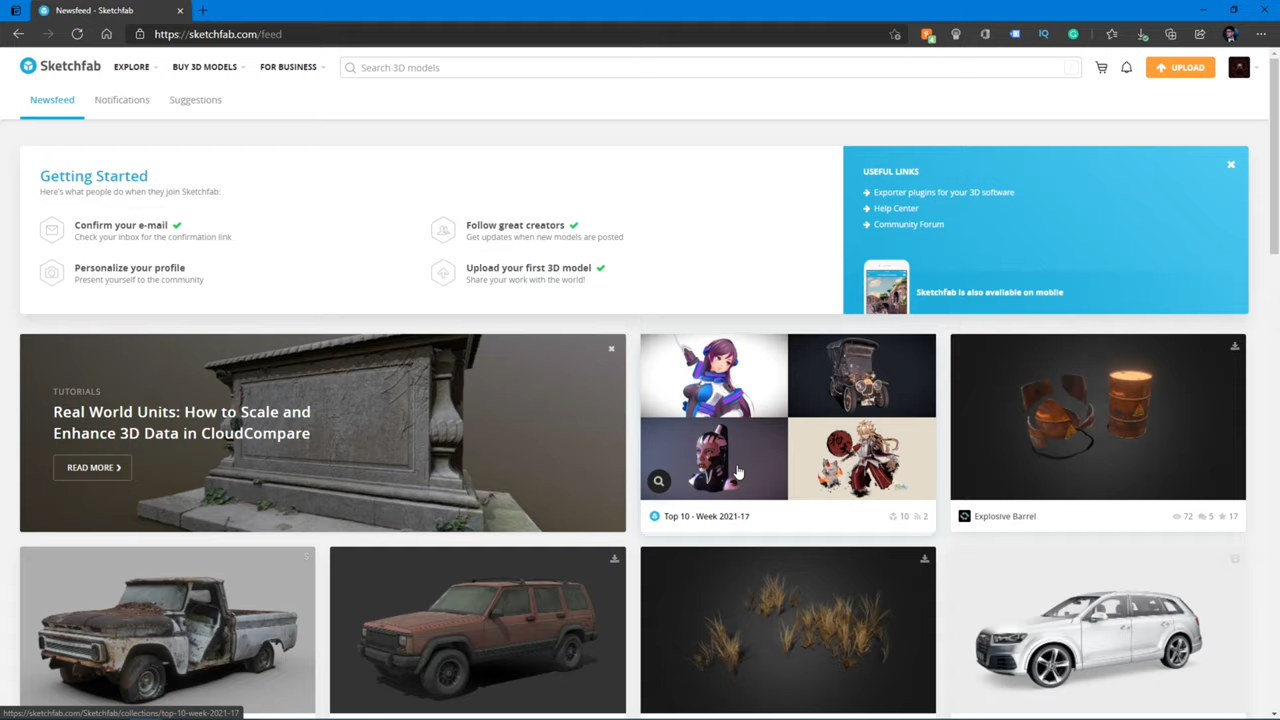 Newsfeed - Sketchfab
https://sketchfab.com/feed
Sketchfab
EXPLORE
BUY 3D MODELS
FOR BUSINESS
Search 3D models
UPLOAD
Newsfeed
Notifications
Suggestions
Getting Started
Here's what people do when they join Sketchfab:
Confirm your e-mail
Check your inbox for the confirmation link
Follow great creators
Get updates when new models are posted
Personalize your profile
Present yourself to the community
Upload your first 3D model
Share your work with the world!
USEFUL LINKS
Exporter plugins for your 3D software
Help Center
Community Forum
Sketchfab is also available on mobile
TUTORIALS
Real World Units: How to Scale and
Enhance 3D Data in CloudCompare
READ MORE
Top 10 - Week 2021-17
10
2
Explosive Barrel
72
5
17
https://sketchfab.com/Sketchfab/collections/top-10-week-2021-17